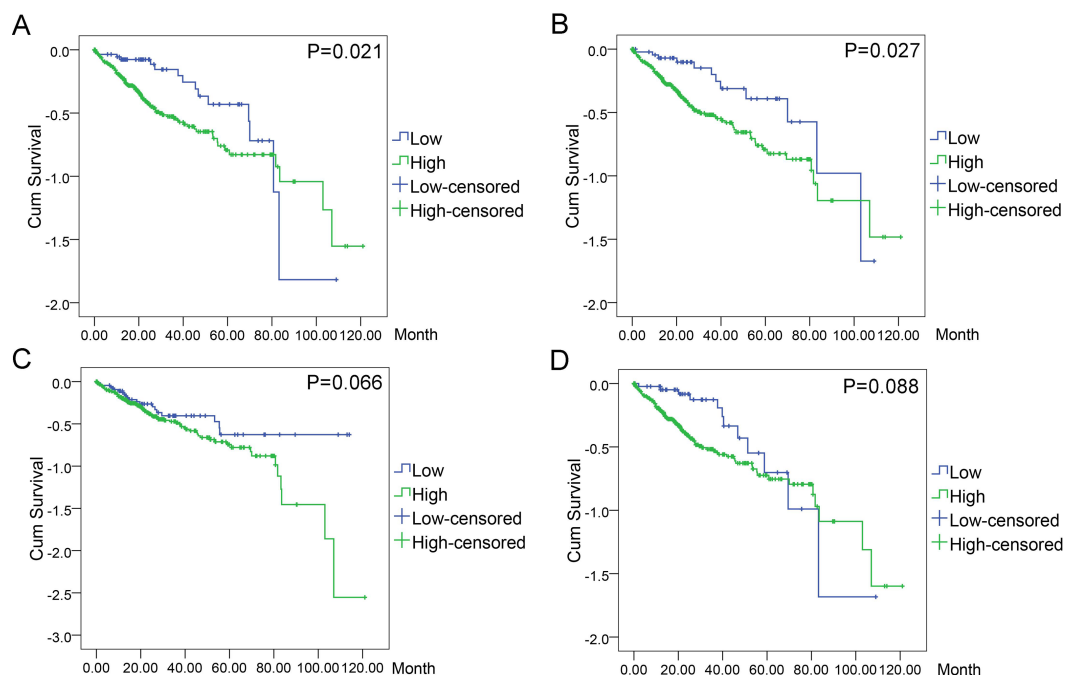 A
P=0.021
Cum Survival
0.0
-0.5
-1.0
-1.5
-2.0
0.00 20.00 40.00 60.00 80.00 100.00 120.00 Month
Low
High
Low-censored
High-censored
B
P=0.027
Cum Survival
0.0
-0.5
-1.0
-1.5
-2.0
0.00 20.00 40.00 60.00 80.00 100.00 120.00 Month
Low
High
Low-censored
High-censored
C
P=0.066
Cum Survival
0.0
-0.5
-1.0
-1.5
-2.0
-2.5
-3.0
0.00 20.00 40.00 60.00 80.00 100.00 120.00 Month
Low
High
Low-censored
High-censored
D
P=0.088
Cum Survival
0.0
-0.5
-1.0
-1.5
-2.0
0.00 20.00 40.00 60.00 80.00 100.00 120.00 Month
Low
High
Low-censored
High-censored